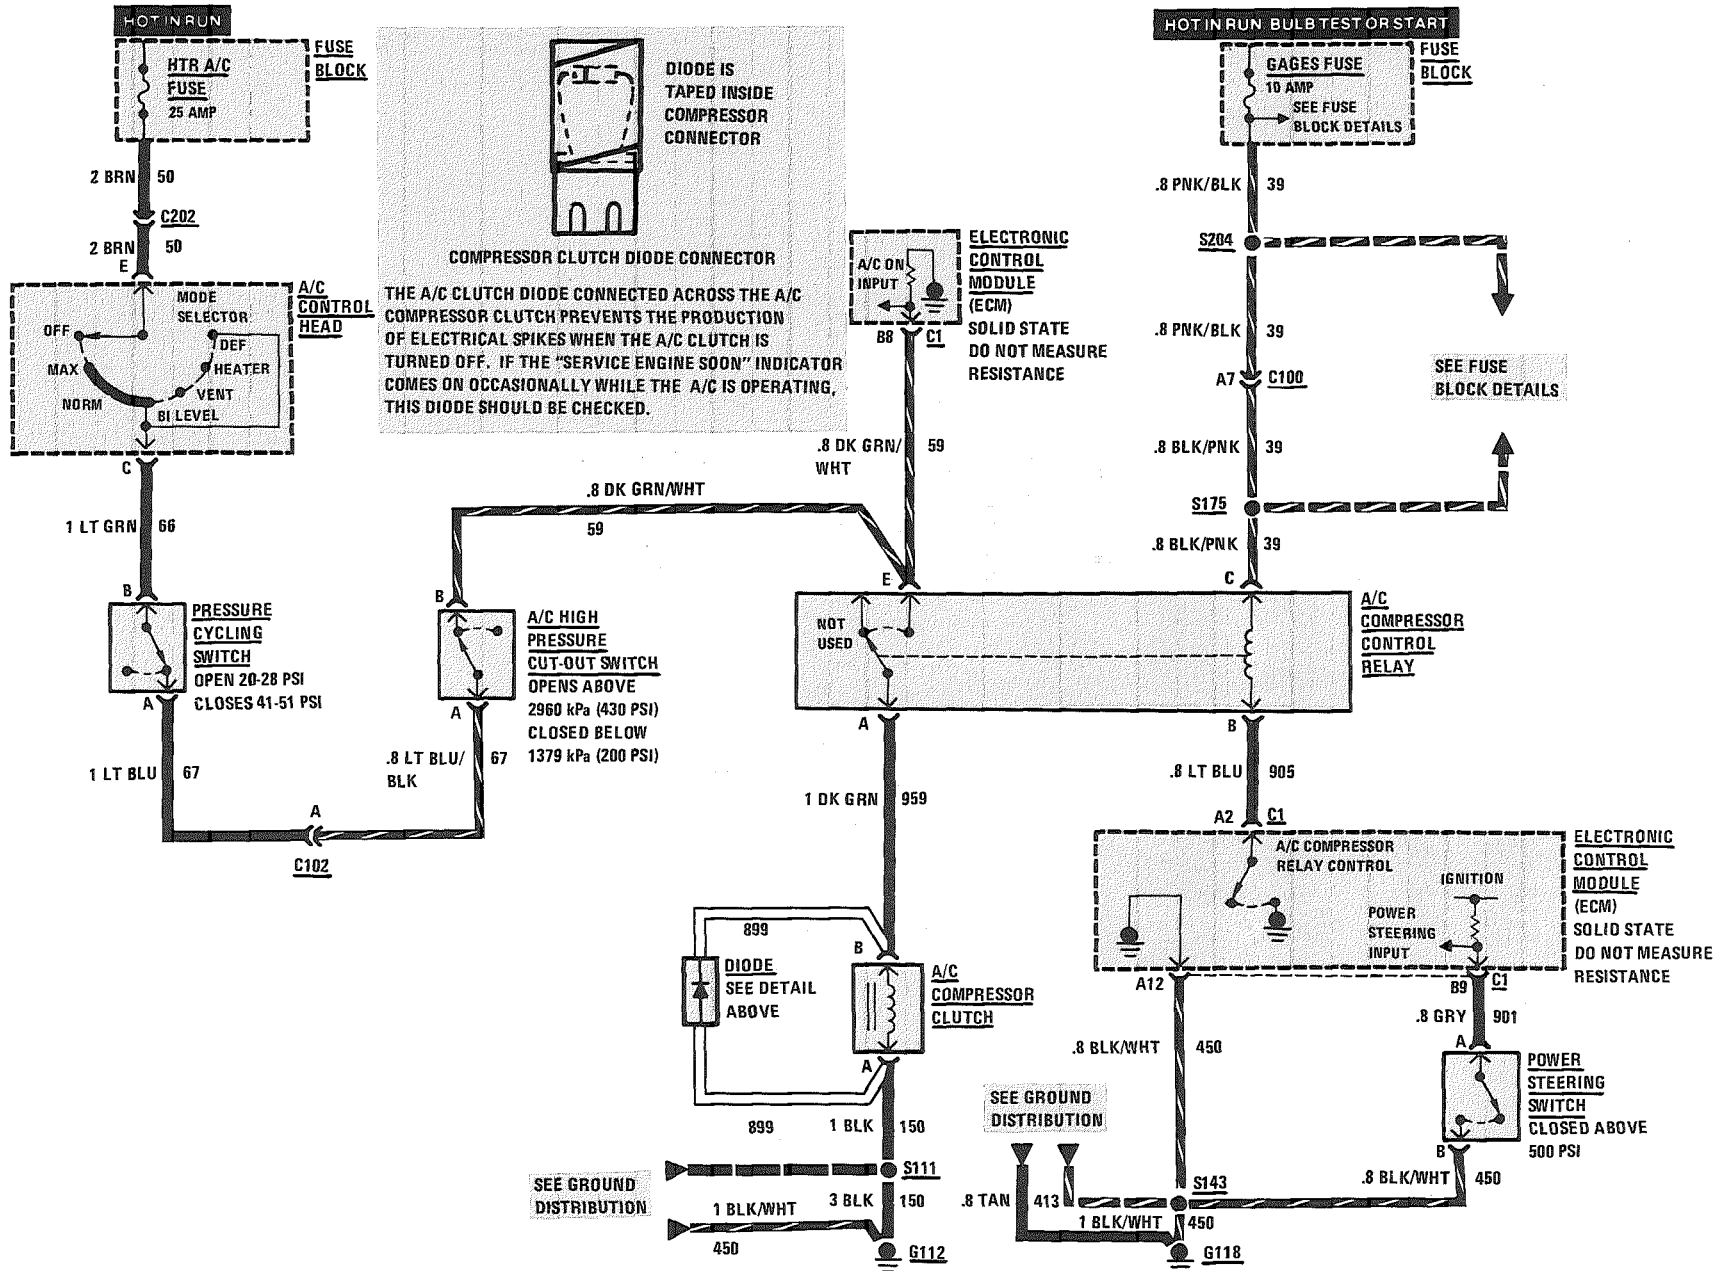 HOT IN RUN
FUSE
BLOCK
HTR A/C
FUSE
25 AMP
2 BRN 50
C202
2 BRN 50
E
A/C
CONTROL
HEAD
MODE
SELECTOR
OFF
MAX
NORM
DEF
HEATER
VENT
BI LEVEL
C
1 LT GRN 66
B
PRESSURE
CYCLING
SWITCH
OPEN 20-28 PSI
CLOSES 41-51 PSI
A
1 LT BLU 67
A
C102
.8 LT BLU/ 67
BLK
A
B
A/C HIGH
PRESSURE
CUT-OUT SWITCH
OPENS ABOVE
2960 kPa (430 PSI)
CLOSED BELOW
1379 kPa (200 PSI)
.8 DK GRN/WHT
59
DIODE IS
TAPED INSIDE
COMPRESSOR
CONNECTOR
COMPRESSOR CLUTCH DIODE CONNECTOR
THE A/C CLUTCH DIODE CONNECTED ACROSS THE A/C
COMPRESSOR CLUTCH PREVENTS THE PRODUCTION
OF ELECTRICAL SPIKES WHEN THE A/C CLUTCH IS
TURNED OFF. IF THE "SERVICE ENGINE SOON" INDICATOR
COMES ON OCCASIONALLY WHILE THE A/C IS OPERATING,
THIS DIODE SHOULD BE CHECKED.
A/C ON
INPUT
ELECTRONIC
CONTROL
MODULE
(ECM)
SOLID STATE
DO NOT MEASURE
RESISTANCE
B8 C1
.8 DK GRN/ 59
WHT
HOT IN RUN BULB TEST OR START
FUSE
BLOCK
GAGES FUSE
10 AMP
SEE FUSE
BLOCK DETAILS
.8 PNK/BLK 39
S204
.8 PNK/BLK 39
SEE FUSE
BLOCK DETAILS
A7 C100
.8 BLK/PNK 39
S175
.8 BLK/PNK 39
E
C
NOT
USED
A/C
COMPRESSOR
CONTROL
RELAY
A
B
1 DK GRN 959
.8 LT BLU 905
A2 C1
A/C COMPRESSOR
RELAY CONTROL
IGNITION
POWER
STEERING
INPUT
ELECTRONIC
CONTROL
MODULE
(ECM)
SOLID STATE
DO NOT MEASURE
RESISTANCE
899
B
DIODE
SEE DETAIL
ABOVE
A/C
COMPRESSOR
CLUTCH
A
899
1 BLK 150
S111
SEE GROUND
DISTRIBUTION
3 BLK 150
1 BLK/WHT
450
G112
A12
B9 C1
.8 BLK/WHT 450
.8 GRY 901
A
POWER
STEERING
SWITCH
CLOSED ABOVE
500 PSI
B
.8 BLK/WHT 450
SEE GROUND
DISTRIBUTION
.8 TAN 413
S143
1 BLK/WHT 450
G118